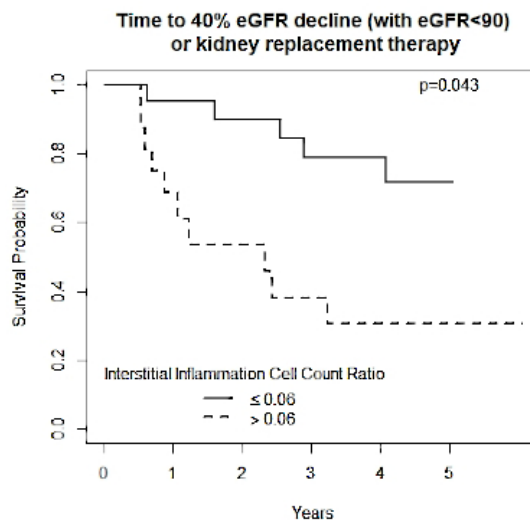 Time to 40% eGFR decline (with eGFR<90)
or kidney replacement therapy
p=0.043
Survival Probability
1.0
0.8
0.6
0.4
0.2
0.0
Interstitial Inflammation Cell Count Ratio
≤ 0.06
> 0.06
0 1 2 3 4 5
Years